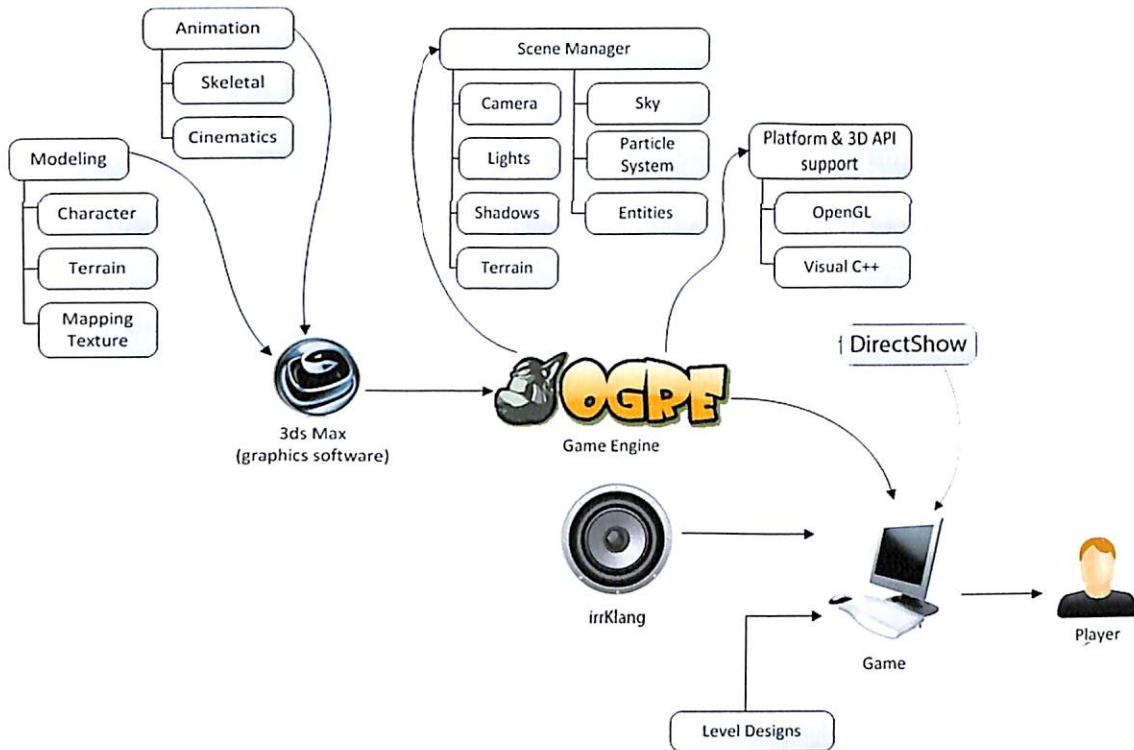 Animation
Skeletal
Cinematics
Modeling
Character
Terrain
Mapping
Texture
Scene Manager
Camera
Lights
Shadows
Terrain
Sky
Particle
System
Entities
Platform & 3D API
support
OpenGL
Visual C++
DirectShow
3ds Max
(graphics software)
OGRE
Game Engine
irrKlang
Game
Player
Level Designs